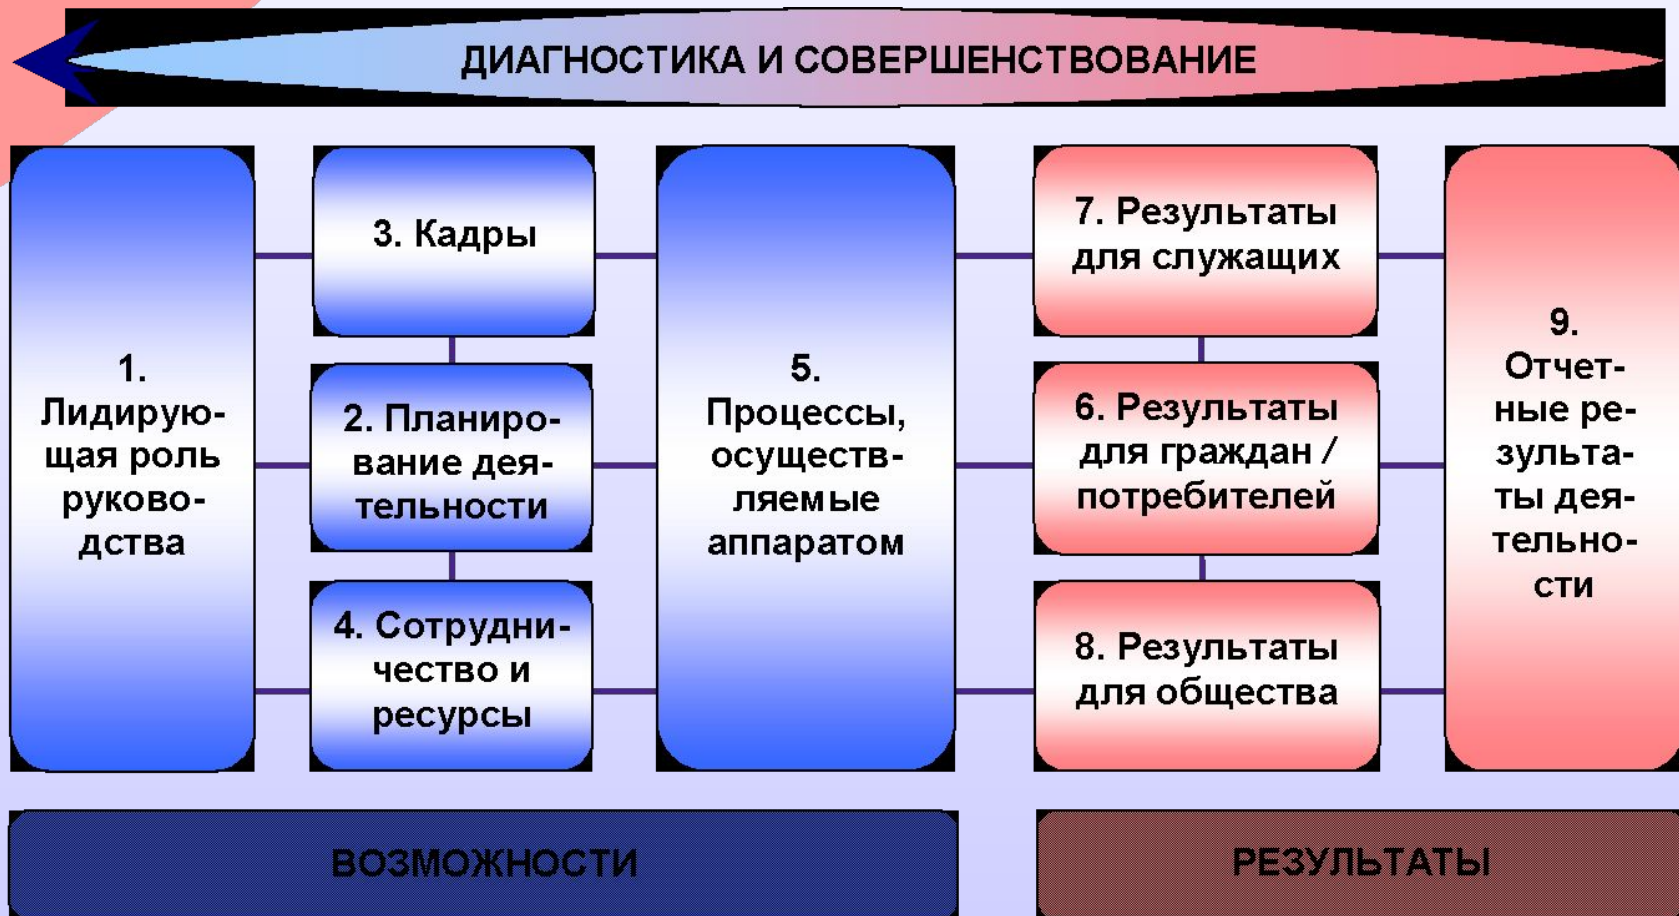 ДИАГНОСТИКА И СОВЕРШЕНСТВОВАНИЕ
1.
Лидирую-
щая роль
руково-
дства
3. Кадры
2. Планиро-
вание дея-
тельности
4. Сотрудни-
чество и
ресурсы
5.
Процессы,
осуществ-
ляемые
аппаратом
7. Результаты
для служащих
6. Результаты
для граждан /
потребителей
8. Результаты
для общества
9.
Отчет-
ные ре-
зульта-
ты дея-
тельно-
сти
ВОЗМОЖНОСТИ
РЕЗУЛЬТАТЫ